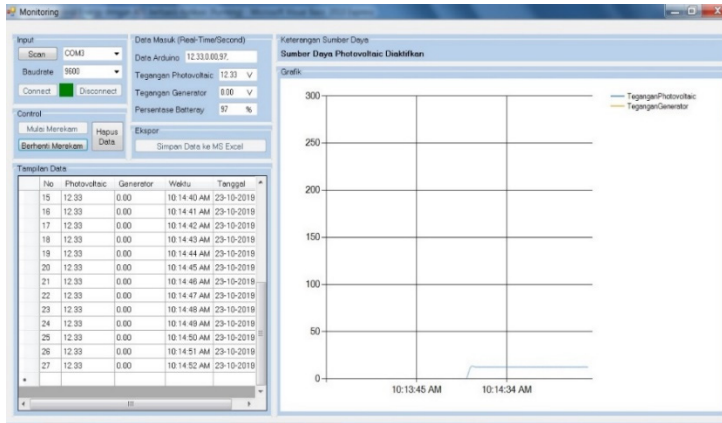 Monitoring
Input
Scan COM3
Baudrate 9600
Connect Disconnect
Control
Mulai Merekam
Berhenti Merekam
Hapus Data
Data Masuk (Real-Time/Second)
Data Arduino 12.33,0.00,97,
Tegangan Photovoltaic 12.33 V
Tegangan Generator 0.00 V
Persentase Batteray 97 %
Ekspor
Simpan Data ke MS Excel
Tampilan Data
No Photovoltaic Generator Waktu Tanggal
15 12.33 0.00 10:14:40 AM 23-10-2019
16 12.33 0.00 10:14:41 AM 23-10-2019
17 12.33 0.00 10:14:42 AM 23-10-2019
18 12.33 0.00 10:14:43 AM 23-10-2019
19 12.33 0.00 10:14:44 AM 23-10-2019
20 12.33 0.00 10:14:45 AM 23-10-2019
21 12.33 0.00 10:14:46 AM 23-10-2019
22 12.33 0.00 10:14:47 AM 23-10-2019
23 12.33 0.00 10:14:48 AM 23-10-2019
24 12.33 0.00 10:14:49 AM 23-10-2019
25 12.33 0.00 10:14:50 AM 23-10-2019
26 12.33 0.00 10:14:51 AM 23-10-2019
27 12.33 0.00 10:14:52 AM 23-10-2019
Keterangan Sumber Daya
Sumber Daya Photovoltaic Diaktifkan
Grafik
TeganganPhotovoltaic
TeganganGenerator
300
250
200
150
100
50
0
10:13:45 AM 10:14:34 AM